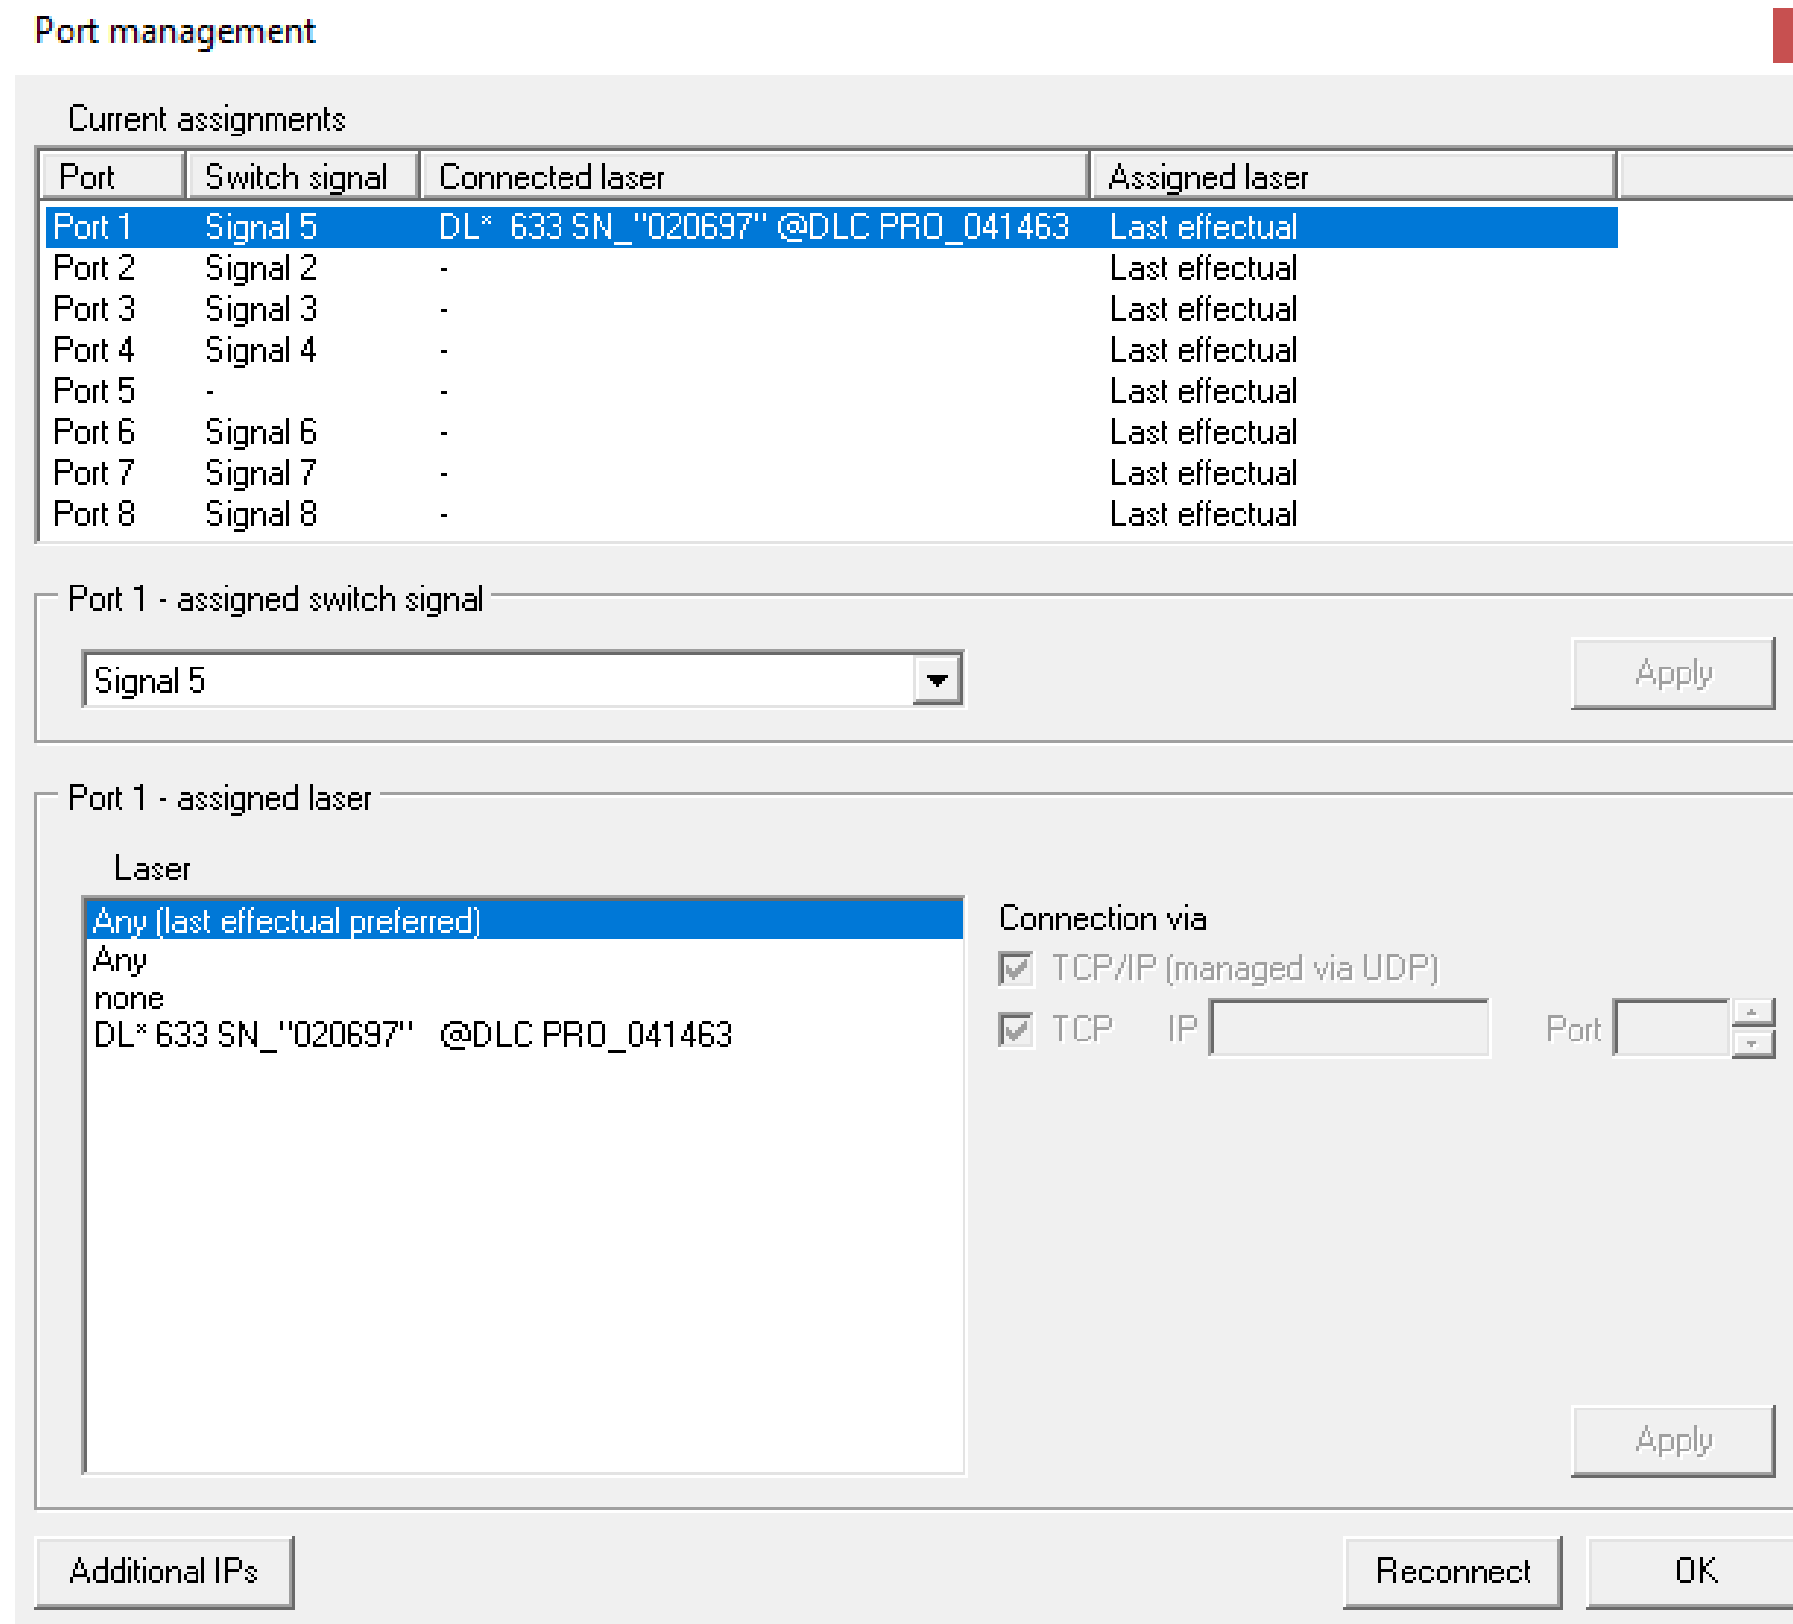 Port management
Current assignments
Port Switch signal Connected laser Assigned laser
Port 1 Signal 5 DL* 633 SN_"020697" @DLC PRO_041463 Last effectual
Port 2 Signal 2 - Last effectual
Port 3 Signal 3 - Last effectual
Port 4 Signal 4 - Last effectual
Port 5 - - Last effectual
Port 6 Signal 6 - Last effectual
Port 7 Signal 7 - Last effectual
Port 8 Signal 8 - Last effectual
Port 1 - assigned switch signal
Signal 5 Apply
Port 1 - assigned laser
Laser
Any (last effectual preferred)
Any
none
DL* 633 SN_"020697" @DLC PRO_041463
Connection via
TCP/IP (managed via UDP)
TCP IP Port
Apply
Additional IPs Reconnect OK